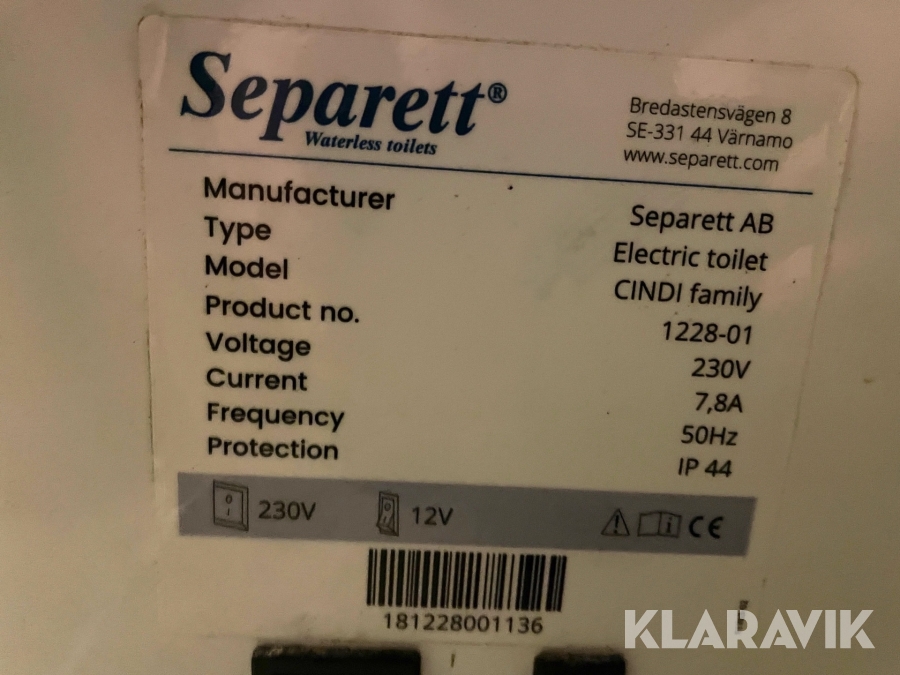 Separett®
Waterless toilets
Bredastensvägen 8
SE-331 44 Värnamo
www.separett.com
Manufacturer Separett AB
Type Electric toilet
Model CINDI family
Product no. 1228-01
Voltage 230V
Current 7,8A
Frequency 50Hz
Protection IP 44
230V 12V CE
181228001136
KLARAVIK